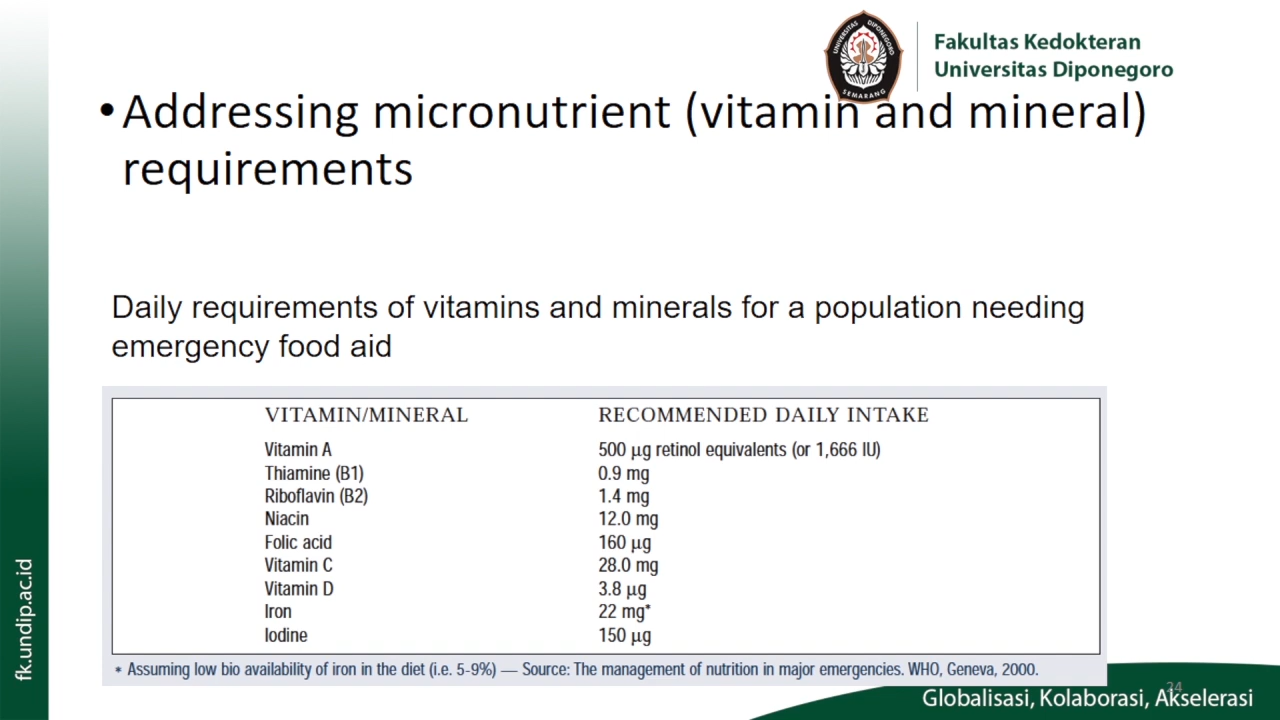 UNIVERSITAS DIPONEGORO
SEMARANG
Fakultas Kedokteran
Universitas Diponegoro
• Addressing micronutrient (vitamin and mineral)
requirements
Daily requirements of vitamins and minerals for a population needing
emergency food aid
VITAMIN/MINERAL RECOMMENDED DAILY INTAKE
Vitamin A 500 µg retinol equivalents (or 1,666 IU)
Thiamine (B1) 0.9 mg
Riboflavin (B2) 1.4 mg
Niacin 12.0 mg
Folic acid 160 µg
Vitamin C 28.0 mg
Vitamin D 3.8 µg
Iron 22 mg*
Iodine 150 µg
* Assuming low bio availability of iron in the diet (i.e. 5-9%) — Source: The management of nutrition in major emergencies. WHO, Geneva, 2000.
fk.undip.ac.id
24
Globalisasi, Kolaborasi, Akselerasi